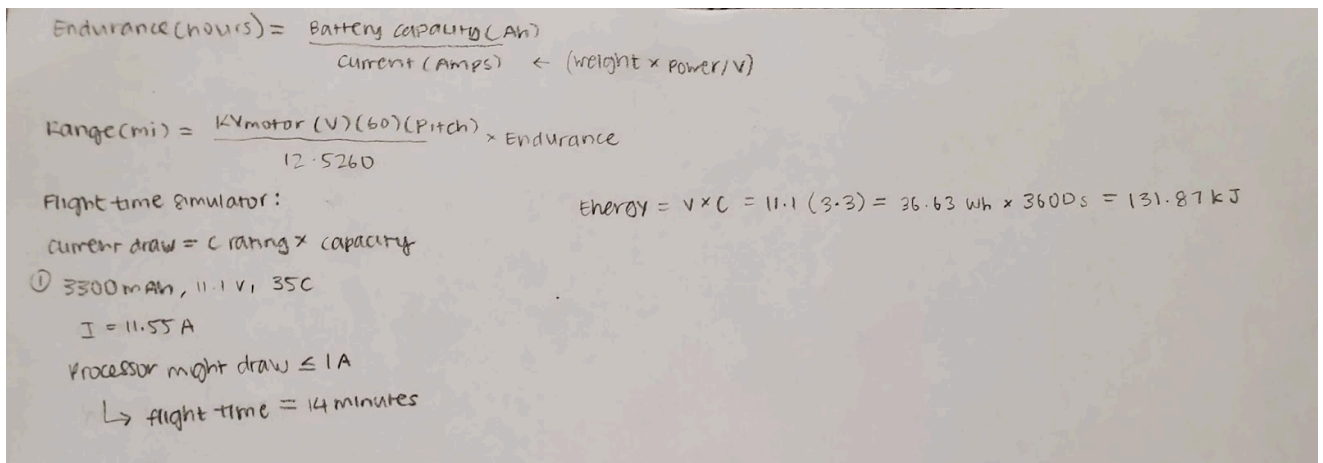 Endurance (hours) = Battery capacity (Ah)
Current (Amps) ← (weight × power/V)
Range (mi) = KVmotor (V)(60)(Pitch) × Endurance
12.5260
Flight time simulator:
Energy = V×C = 11.1 (3.3) = 36.63 Wh × 3600s = 131.87 kJ
current draw = C rating × capacity
① 3300 mAh, 11.1 V, 35C
I = 11.55 A
Processor might draw ≤ 1A
↳ flight time = 14 minutes